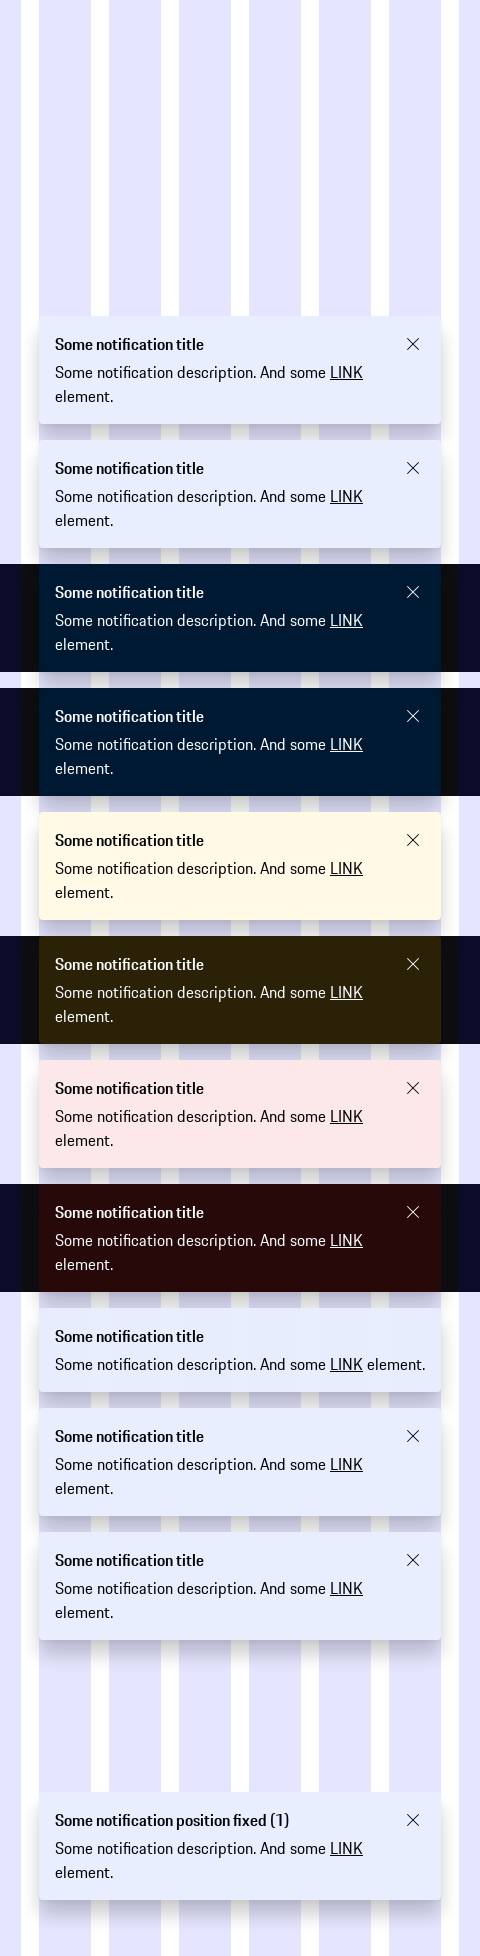 Some notification title
Some notification description. And some LINK
element.
Some notification title
Some notification description. And some LINK
element.
Some notification title
Some notification description. And some LINK
element.
Some notification title
Some notification description. And some LINK
element.
Some notification title
Some notification description. And some LINK
element.
Some notification title
Some notification description. And some LINK
element.
Some notification title
Some notification description. And some LINK
element.
Some notification title
Some notification description. And some LINK
element.
Some notification title
Some notification description. And some LINK element.
Some notification title
Some notification description. And some LINK
element.
Some notification title
Some notification description. And some LINK
element.
Some notification position fixed (1)
Some notification description. And some LINK
element.